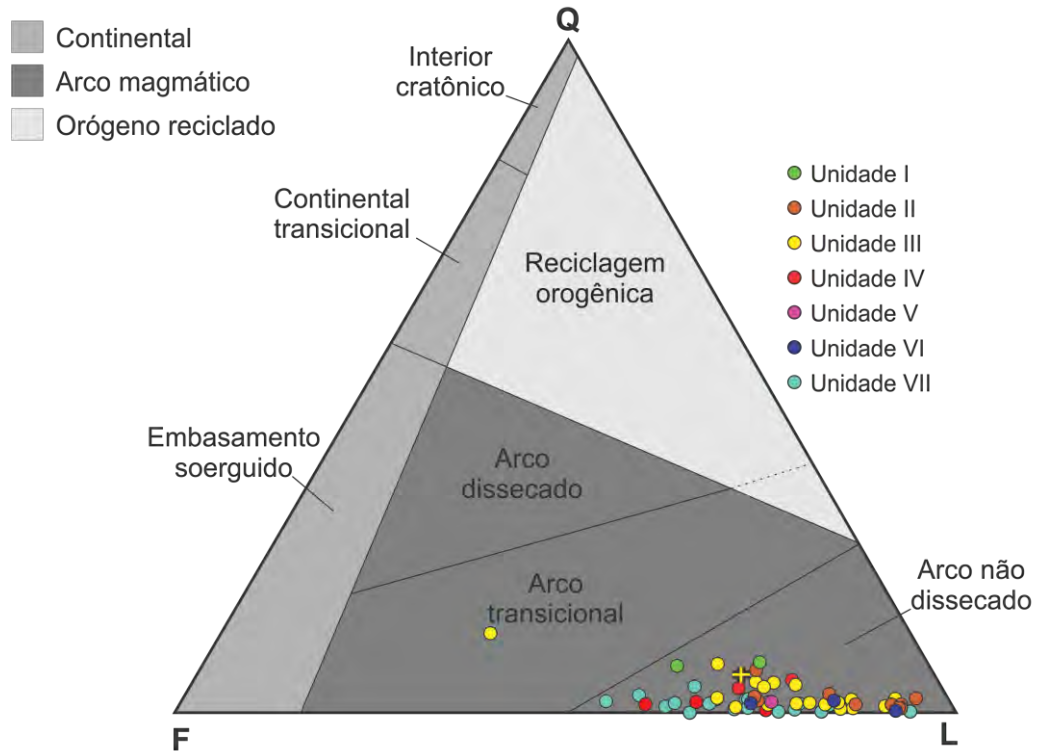 Continental
Arco magmático
Orógeno reciclado
Q
Interior
cratônico
Continental
transicional
Reciclagem
orogênica
Unidade I
Unidade II
Unidade III
Unidade IV
Unidade V
Unidade VI
Unidade VII
Embasamento
soerguido
Arco
dissecado
Arco
transicional
Arco não
dissecado
F
L